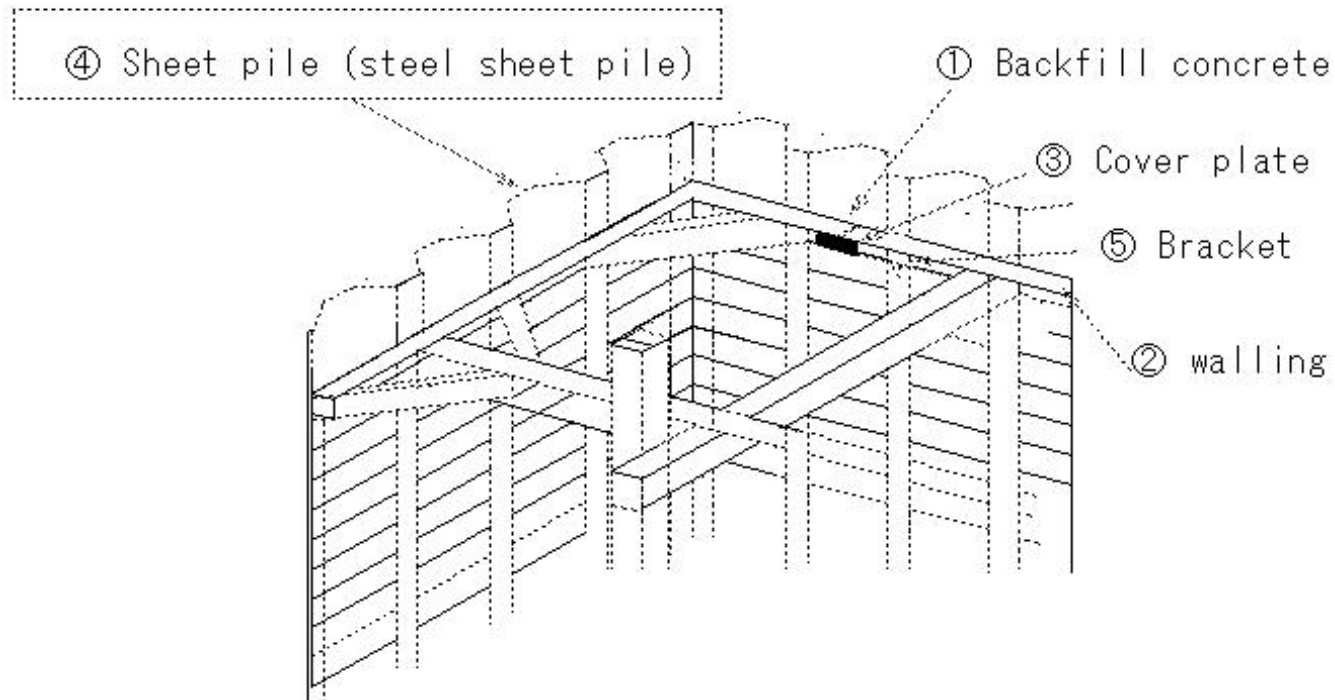 ④ Sheet pile (steel sheet pile)
① Backfill concrete
③ Cover plate
⑤ Bracket
② walling